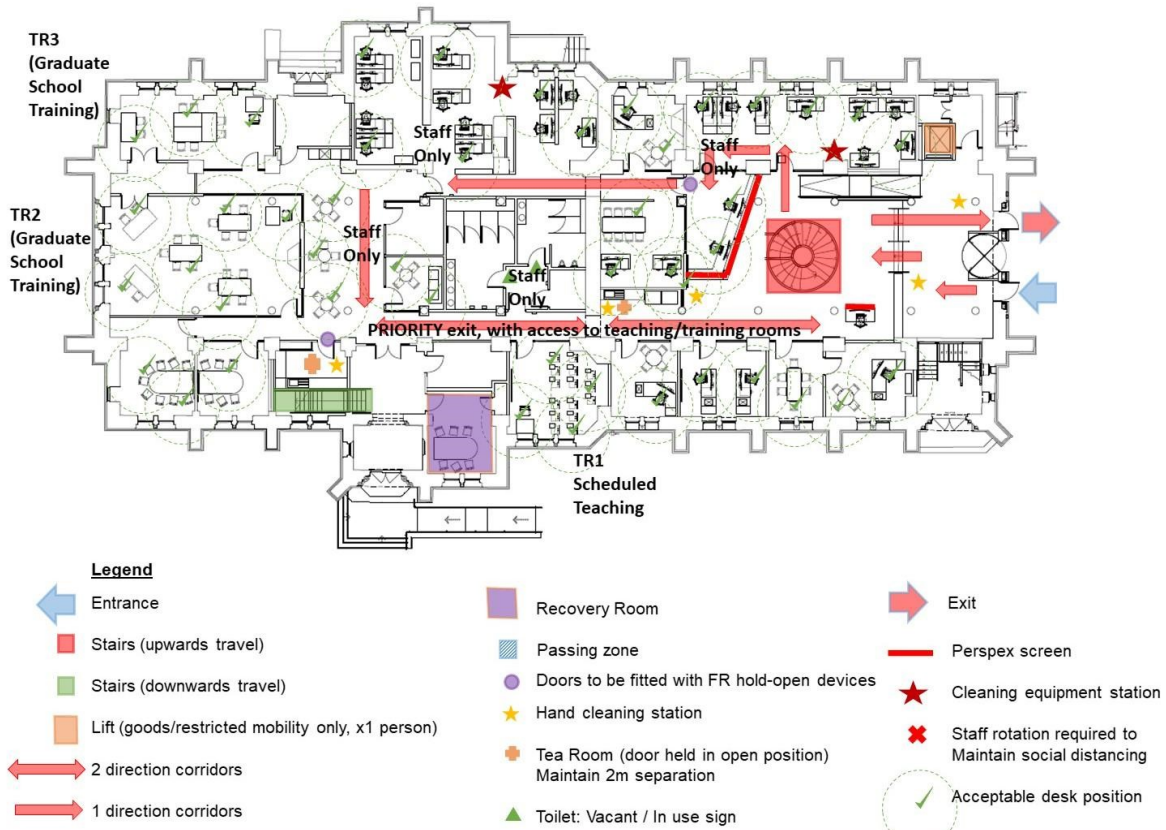 TR3
(Graduate
School
Training)
Staff
Only
Staff
Only
TR2
(Graduate
School
Training)
Staff
Only
Staff
Only
PRIORITY exit, with access to teaching/training rooms
TR1
Scheduled
Teaching
Legend
Entrance
Stairs (upwards travel)
Stairs (downwards travel)
Lift (goods/restricted mobility only, x1 person)
2 direction corridors
1 direction corridors
Recovery Room
Passing zone
Doors to be fitted with FR hold-open devices
Hand cleaning station
Tea Room (door held in open position)
Maintain 2m separation
Toilet: Vacant / In use sign
Exit
Perspex screen
Cleaning equipment station
Staff rotation required to
Maintain social distancing
Acceptable desk position